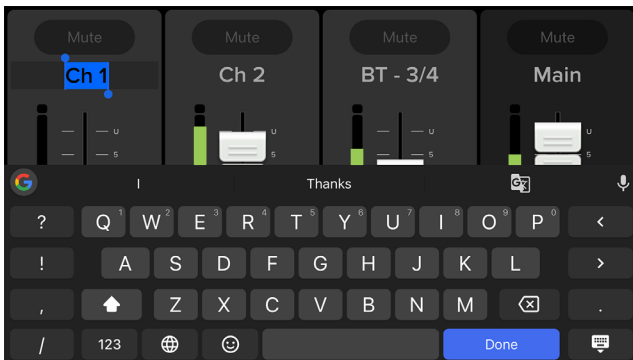 Mute Mute Mute Mute
Ch 1 Ch 2 BT - 3/4 Main
U U U U
5 5 5 5
I Thanks
? Q 1 W 2 E 3 R 4 T 5 Y 6 U 7 I 8 O 9 P 0 <
! A S D F G H J K L >
, Z X C V B N M .
/ 123 Done